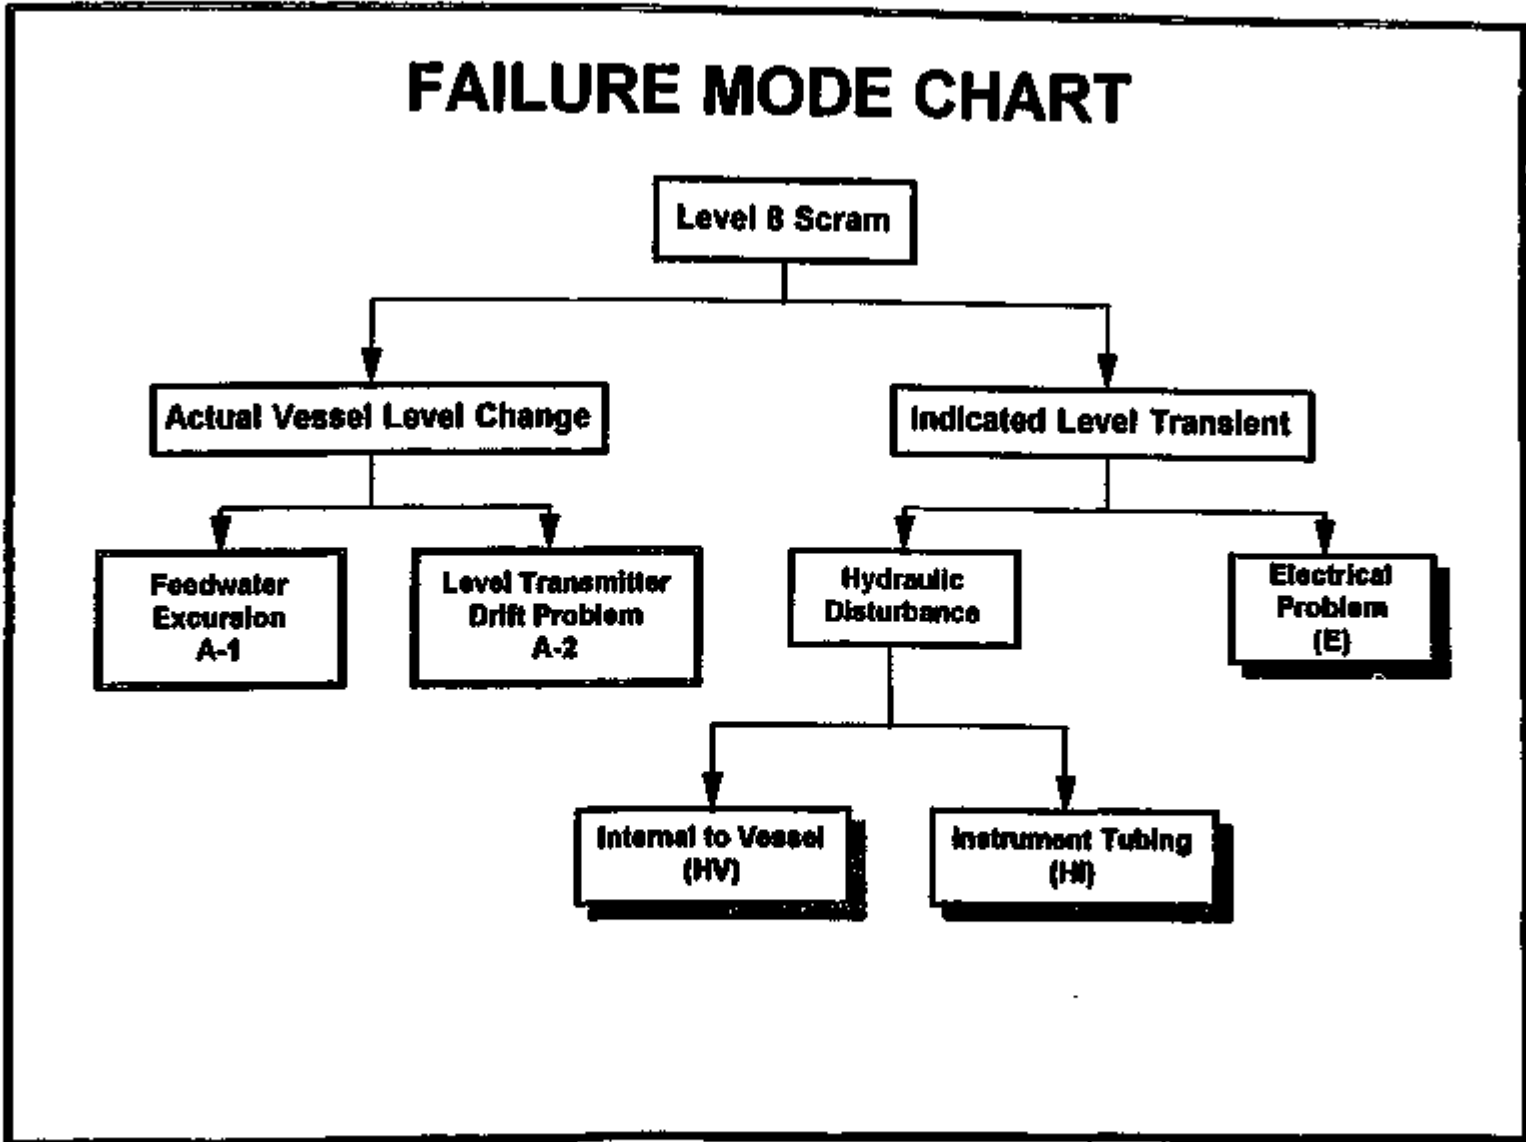 FAILURE MODE CHART
Level 8 Scram
Actual Vessel Level Change
Indicated Level Transient
Feedwater
Excursion
A-1
Level Transmitter
Drift Problem
A-2
Hydraulic
Disturbance
Electrical
Problem
(E)
Internal to Vessel
(HV)
Instrument Tubing
(HI)